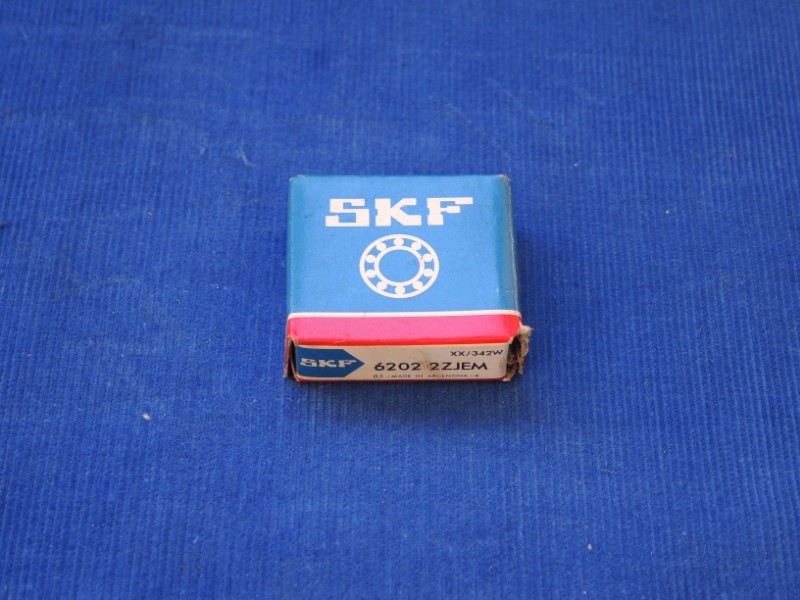 SKF
XX/342W
SKF 6202 2ZJEM
MADE IN ARGENTINA